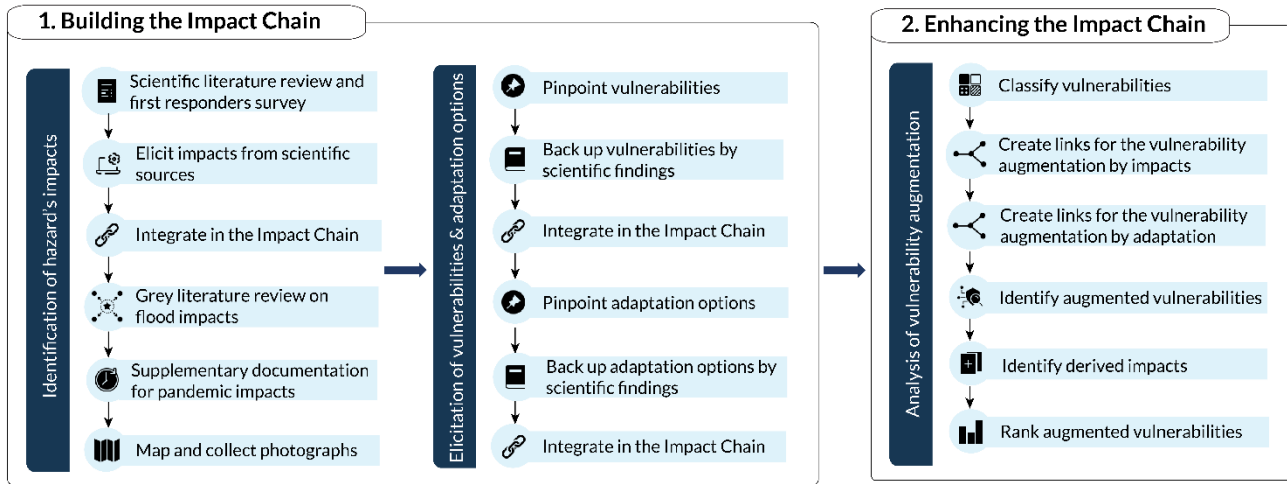 1. Building the Impact Chain
Identification of hazard's impacts
Scientific literature review and
first responders survey
Elicit impacts from scientific
sources
Integrate in the Impact Chain
Grey literature review on
flood impacts
Supplementary documentation
for pandemic impacts
Map and collect photographs
Elicitation of vulnerabilities & adaptation options
Pinpoint vulnerabilities
Back up vulnerabilities by
scientific findings
Integrate in the Impact Chain
Pinpoint adaptation options
Back up adaptation options by
scientific findings
Integrate in the Impact Chain
2. Enhancing the Impact Chain
Analysis of vulnerability augmentation
Classify vulnerabilities
Create links for the vulnerability
augmentation by impacts
Create links for the vulnerability
augmentation by adaptation
Identify augmented vulnerabilities
Identify derived impacts
Rank augmented vulnerabilities